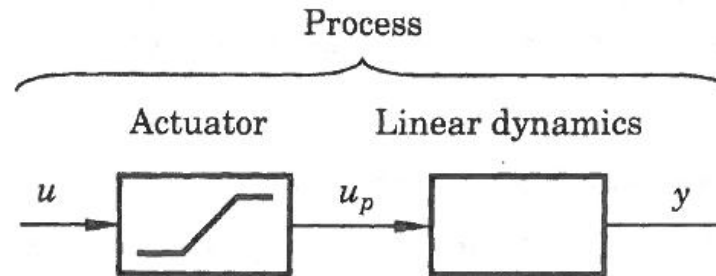 Process
Actuator Linear dynamics
u u_p y